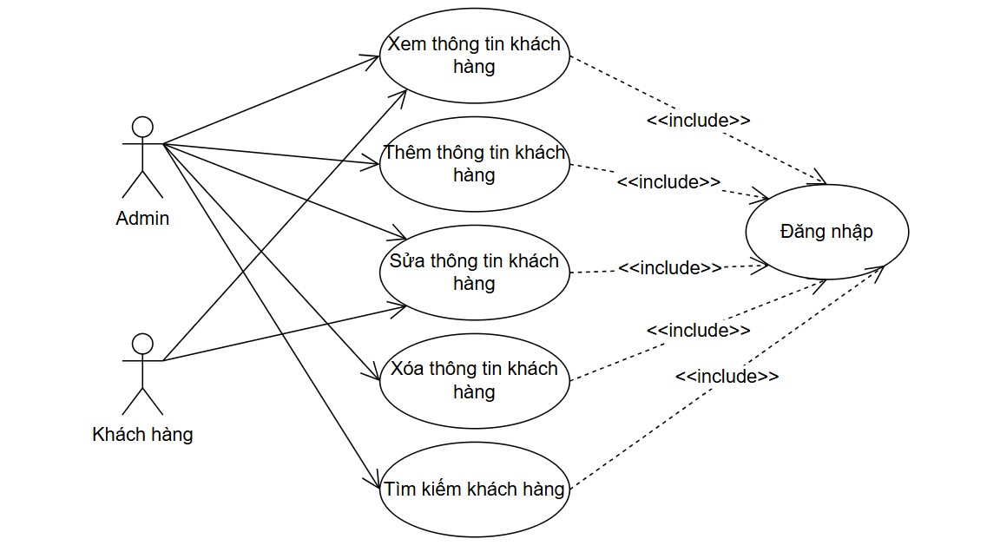 Xem thông tin khách
hàng
<<include>>
Admin
Thêm thông tin khách
hàng
<<include>>
Đăng nhập
Sửa thông tin khách
hàng
<<include>>
Khách hàng
Xóa thông tin khách
hàng
<<include>>
<<include>>
Tìm kiếm khách hàng